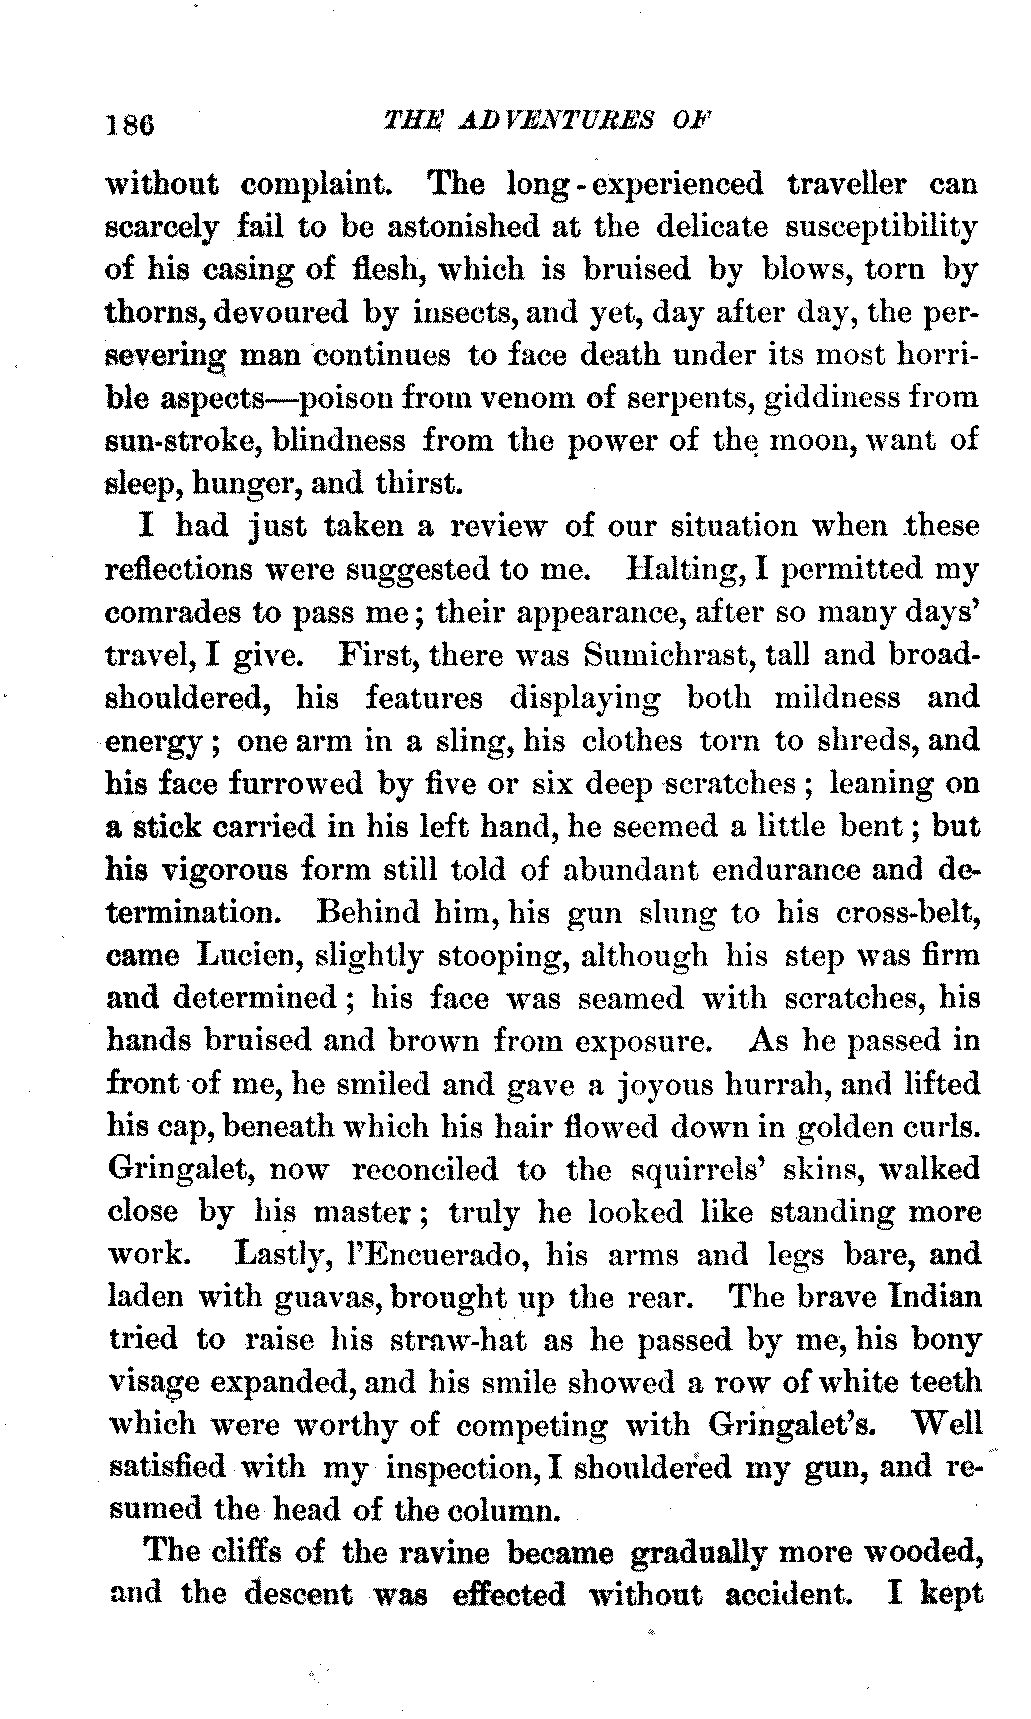 186 THE ADVENTURES OF
without complaint. The long-experienced traveller can
scarcely fail to be astonished at the delicate susceptibility
of his casing of flesh, which is bruised by blows, torn by
thorns, devoured by insects, and yet, day after day, the per-
severing man continues to face death under its most horri-
ble aspects—poison from venom of serpents, giddiness from
sun-stroke, blindness from the power of the moon, want of
sleep, hunger, and thirst.
I had just taken a review of our situation when these
reflections were suggested to me. Halting, I permitted my
comrades to pass me; their appearance, after so many days'
travel, I give. First, there was Sumichrast, tall and broad-
shouldered, his features displaying both mildness and
energy; one arm in a sling, his clothes torn to shreds, and
his face furrowed by five or six deep scratches; leaning on
a stick carried in his left hand, he seemed a little bent; but
his vigorous form still told of abundant endurance and de-
termination. Behind him, his gun slung to his cross-belt,
came Lucien, slightly stooping, although his step was firm
and determined; his face was seamed with scratches, his
hands bruised and brown from exposure. As he passed in
front of me, he smiled and gave a joyous hurrah, and lifted
his cap, beneath which his hair flowed down in golden curls.
Gringalet, now reconciled to the squirrels' skins, walked
close by his master; truly he looked like standing more
work. Lastly, l'Encuerado, his arms and legs bare, and
laden with guavas, brought up the rear. The brave Indian
tried to raise his straw-hat as he passed by me, his bony
visage expanded, and his smile showed a row of white teeth
which were worthy of competing with Gringalet's. Well
satisfied with my inspection, I shouldered my gun, and re-
sumed the head of the column.
The cliffs of the ravine became gradually more wooded,
and the descent was effected without accident. I kept